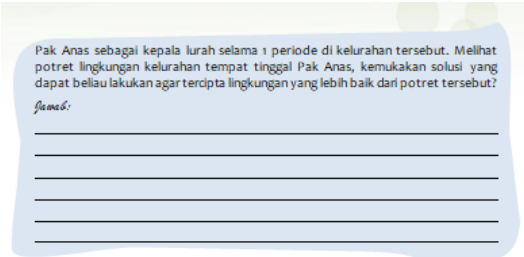 Pak Anas sebagai kepala lurah selama 1 periode di kelurahan tersebut. Melihat
potret lingkungan kelurahan tempat tinggal Pak Anas, kemukakan solusi yang
dapat beliau lakukan agar tercipta lingkungan yang lebih baik dari potret tersebut?
Jawab: